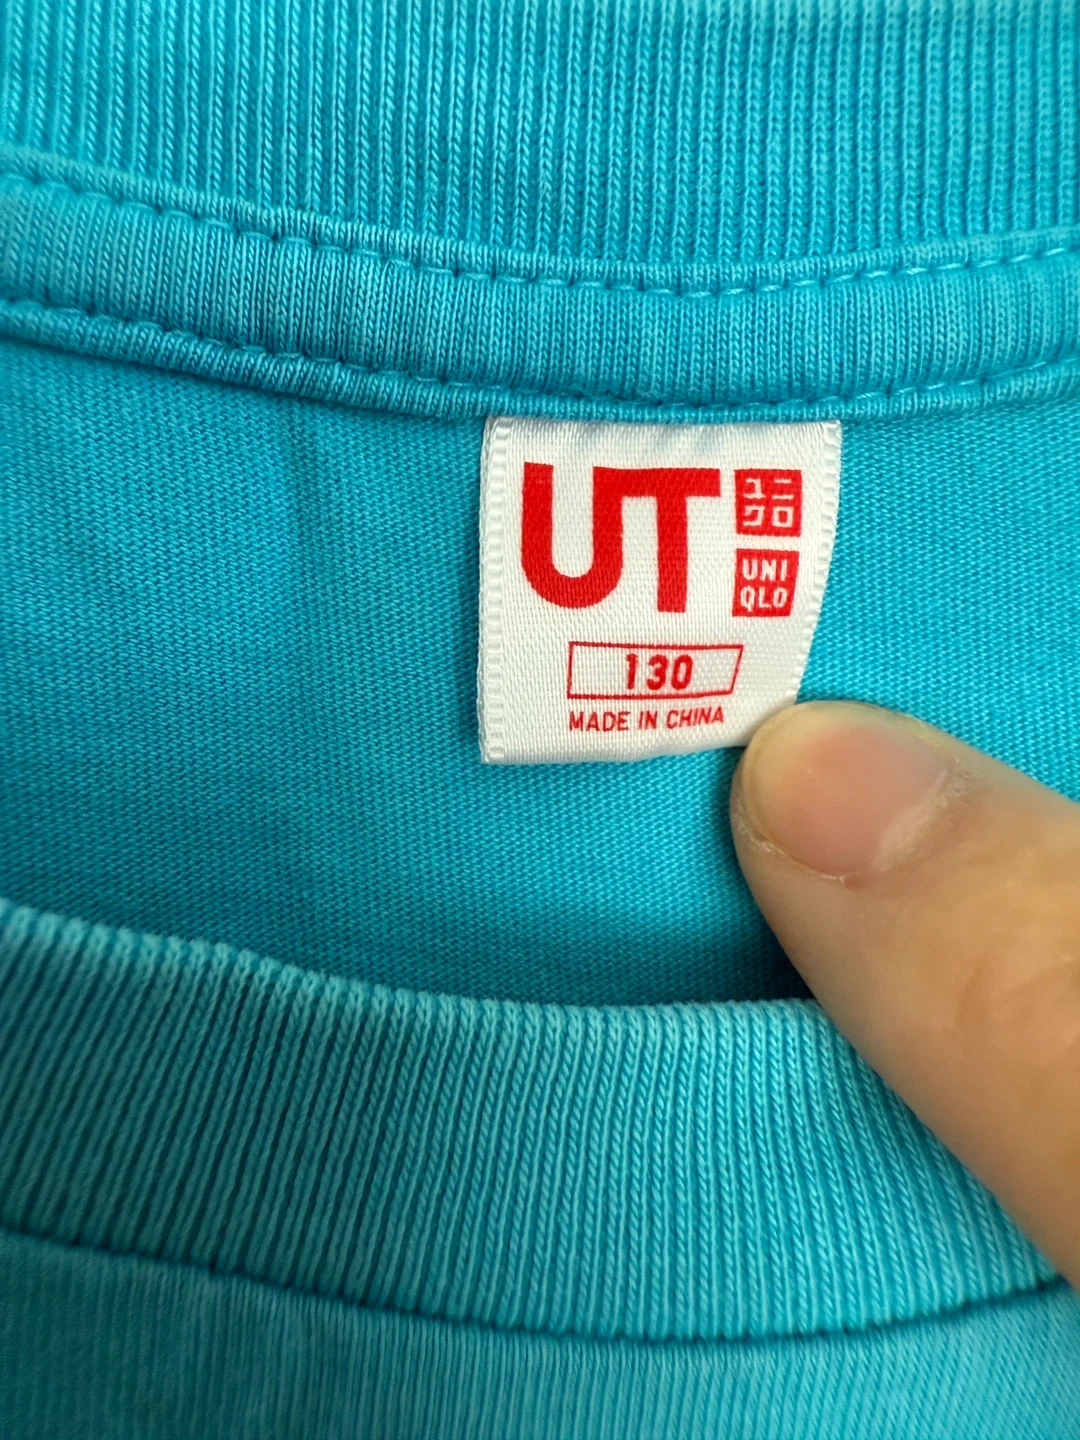 UT
ユニ
クロ
UNI
QLO
130
MADE IN CHINA